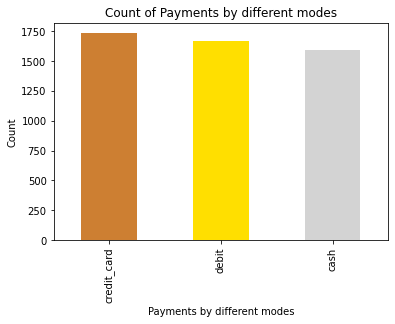 Count of Payments by different modes
1750
1500
1250
1000
750
500
250
0
Count
credit_card
debit
cash
Payments by different modes